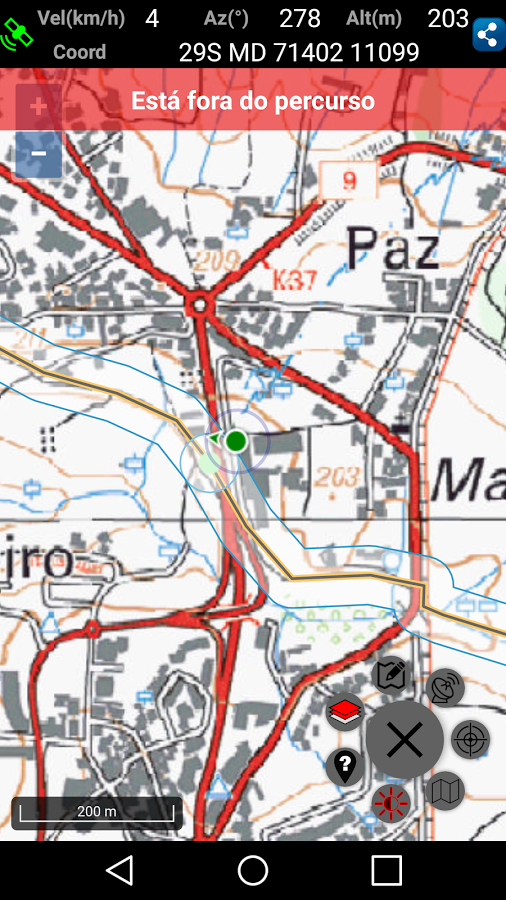 Vel(km/h) 4 Az(°) 278 Alt(m) 203
Coord 29S MD 71402 11099
Está fora do percurso
+
-
9
Paz
209
K37
211
203
Ma
iro
?
200 m